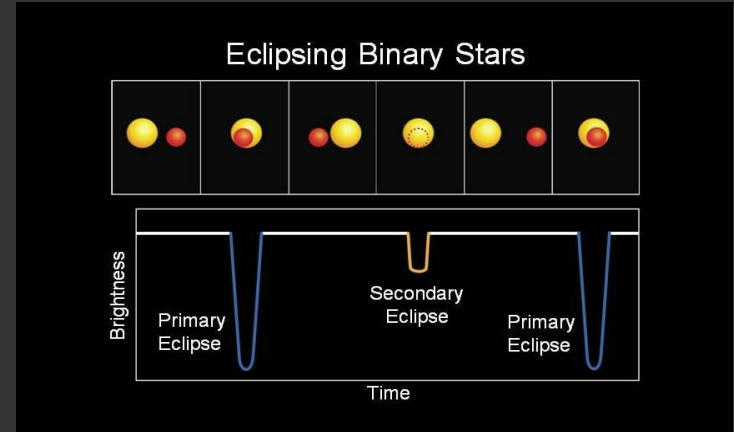 Eclipsing Binary Stars
Brightness
Primary
Eclipse
Secondary
Eclipse
Primary
Eclipse
Time